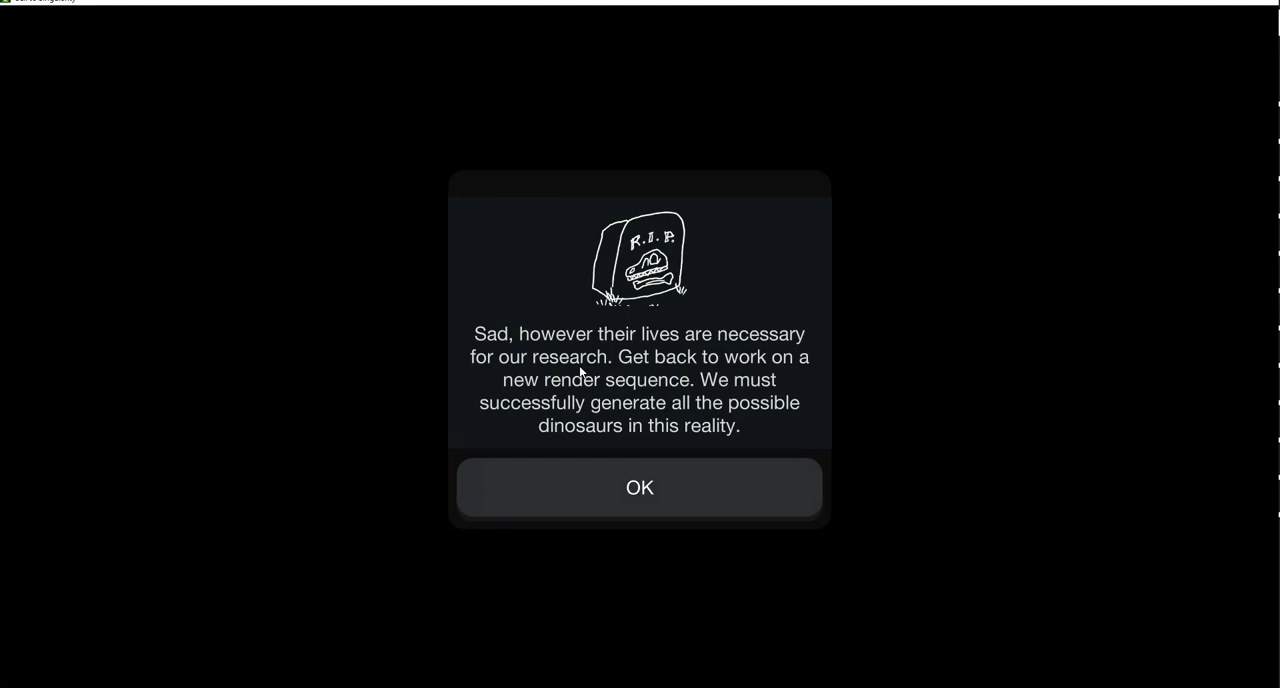 R.I.P.
Sad, however their lives are necessary
for our research. Get back to work on a
new render sequence. We must
successfully generate all the possible
dinosaurs in this reality.
OK